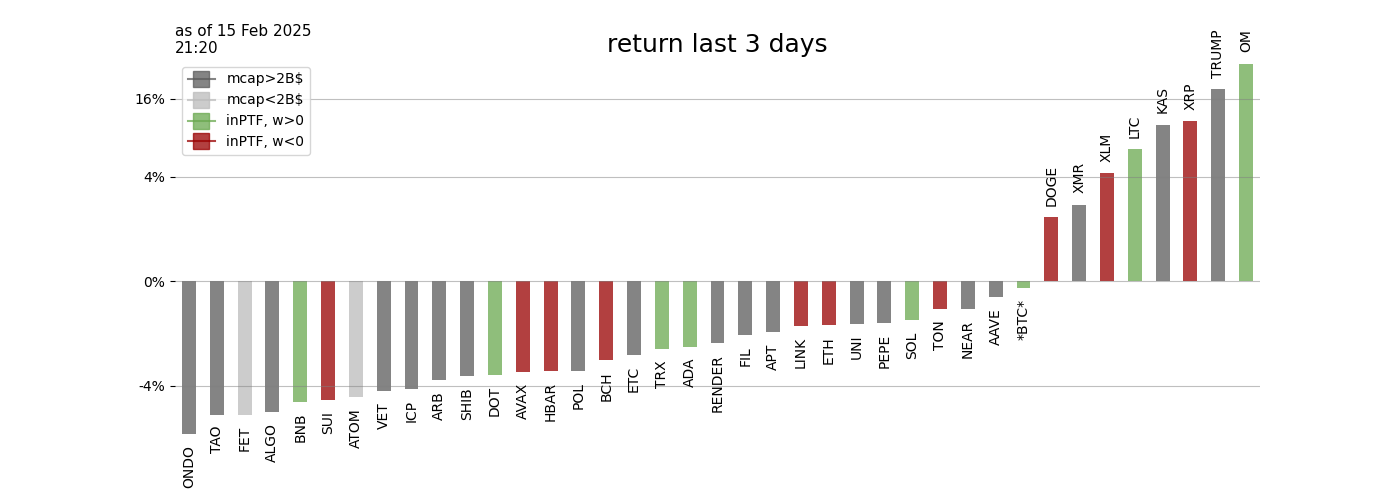 as of 15 Feb 2025
21:20
return last 3 days
mcap>2B$
mcap<2B$
inPTF, w>0
inPTF, w<0
16%
4%
0%
-4%
ONDO
TAO
FET
ALGO
BNB
SUI
ATOM
VET
ICP
ARB
SHIB
DOT
AVAX
HBAR
POL
BCH
ETC
TRX
ADA
RENDER
FIL
APT
LINK
ETH
UNI
PEPE
SOL
TON
NEAR
AAVE
*BTC*
DOGE
XMR
XLM
LTC
KAS
XRP
TRUMP
OM